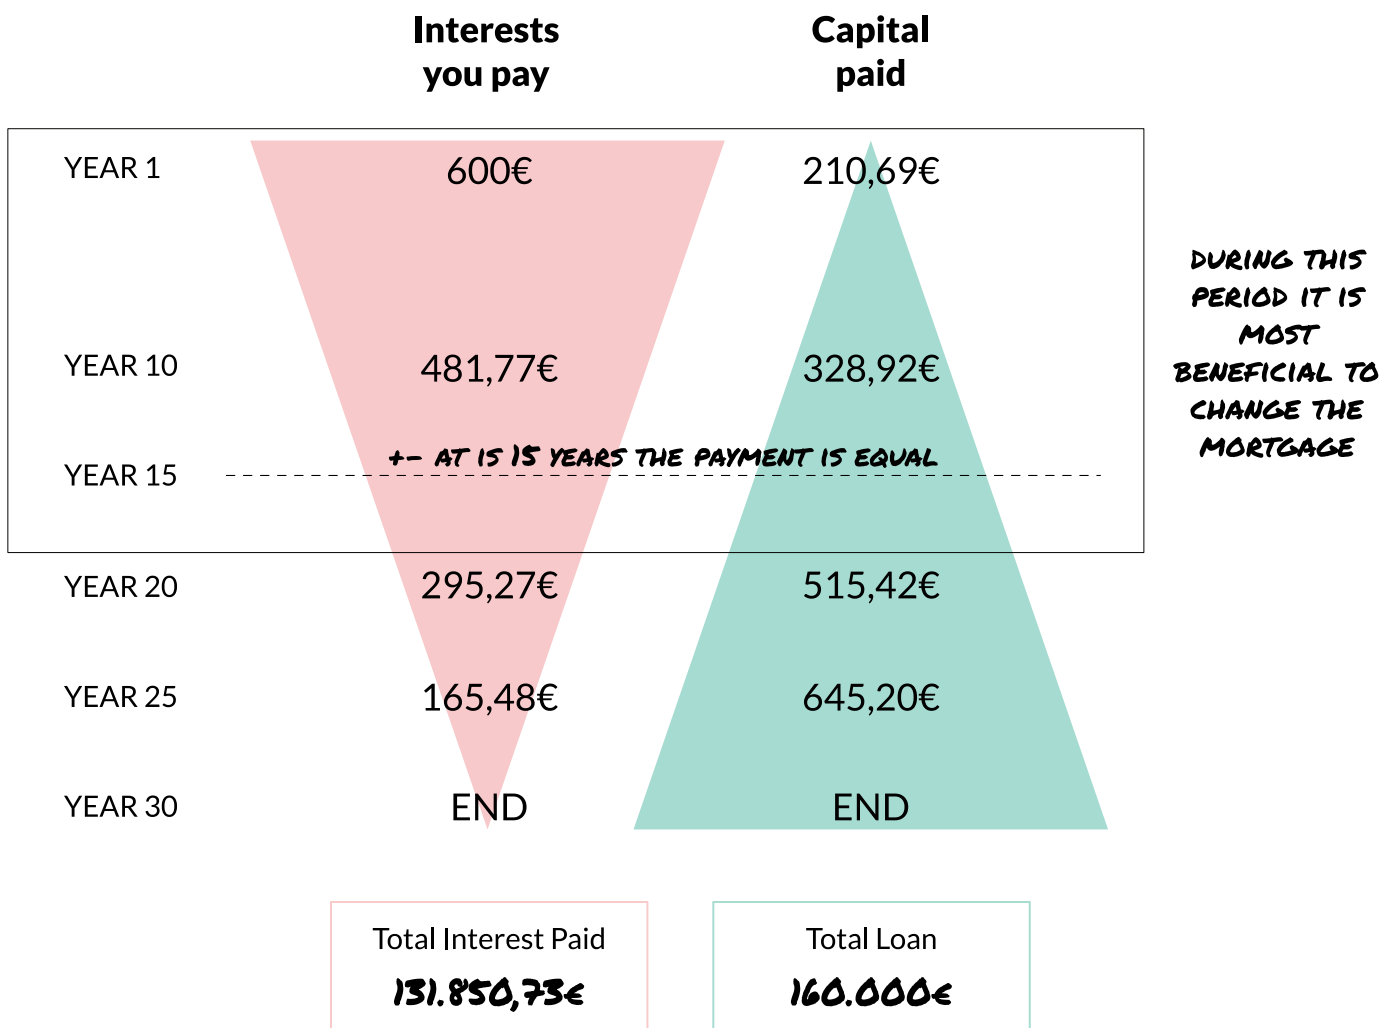 Interests
you pay
Capital
paid
YEAR 1
600€
210,69€
DURING THIS
PERIOD IT IS
MOST
BENEFICIAL TO
CHANGE THE
MORTGAGE
YEAR 10
481,77€
328,92€
+- AT IS 15 YEARS THE PAYMENT IS EQUAL
YEAR 15
YEAR 20
295,27€
515,42€
YEAR 25
165,48€
645,20€
YEAR 30
END
END
Total Interest Paid
131.850,73€
Total Loan
160.000€